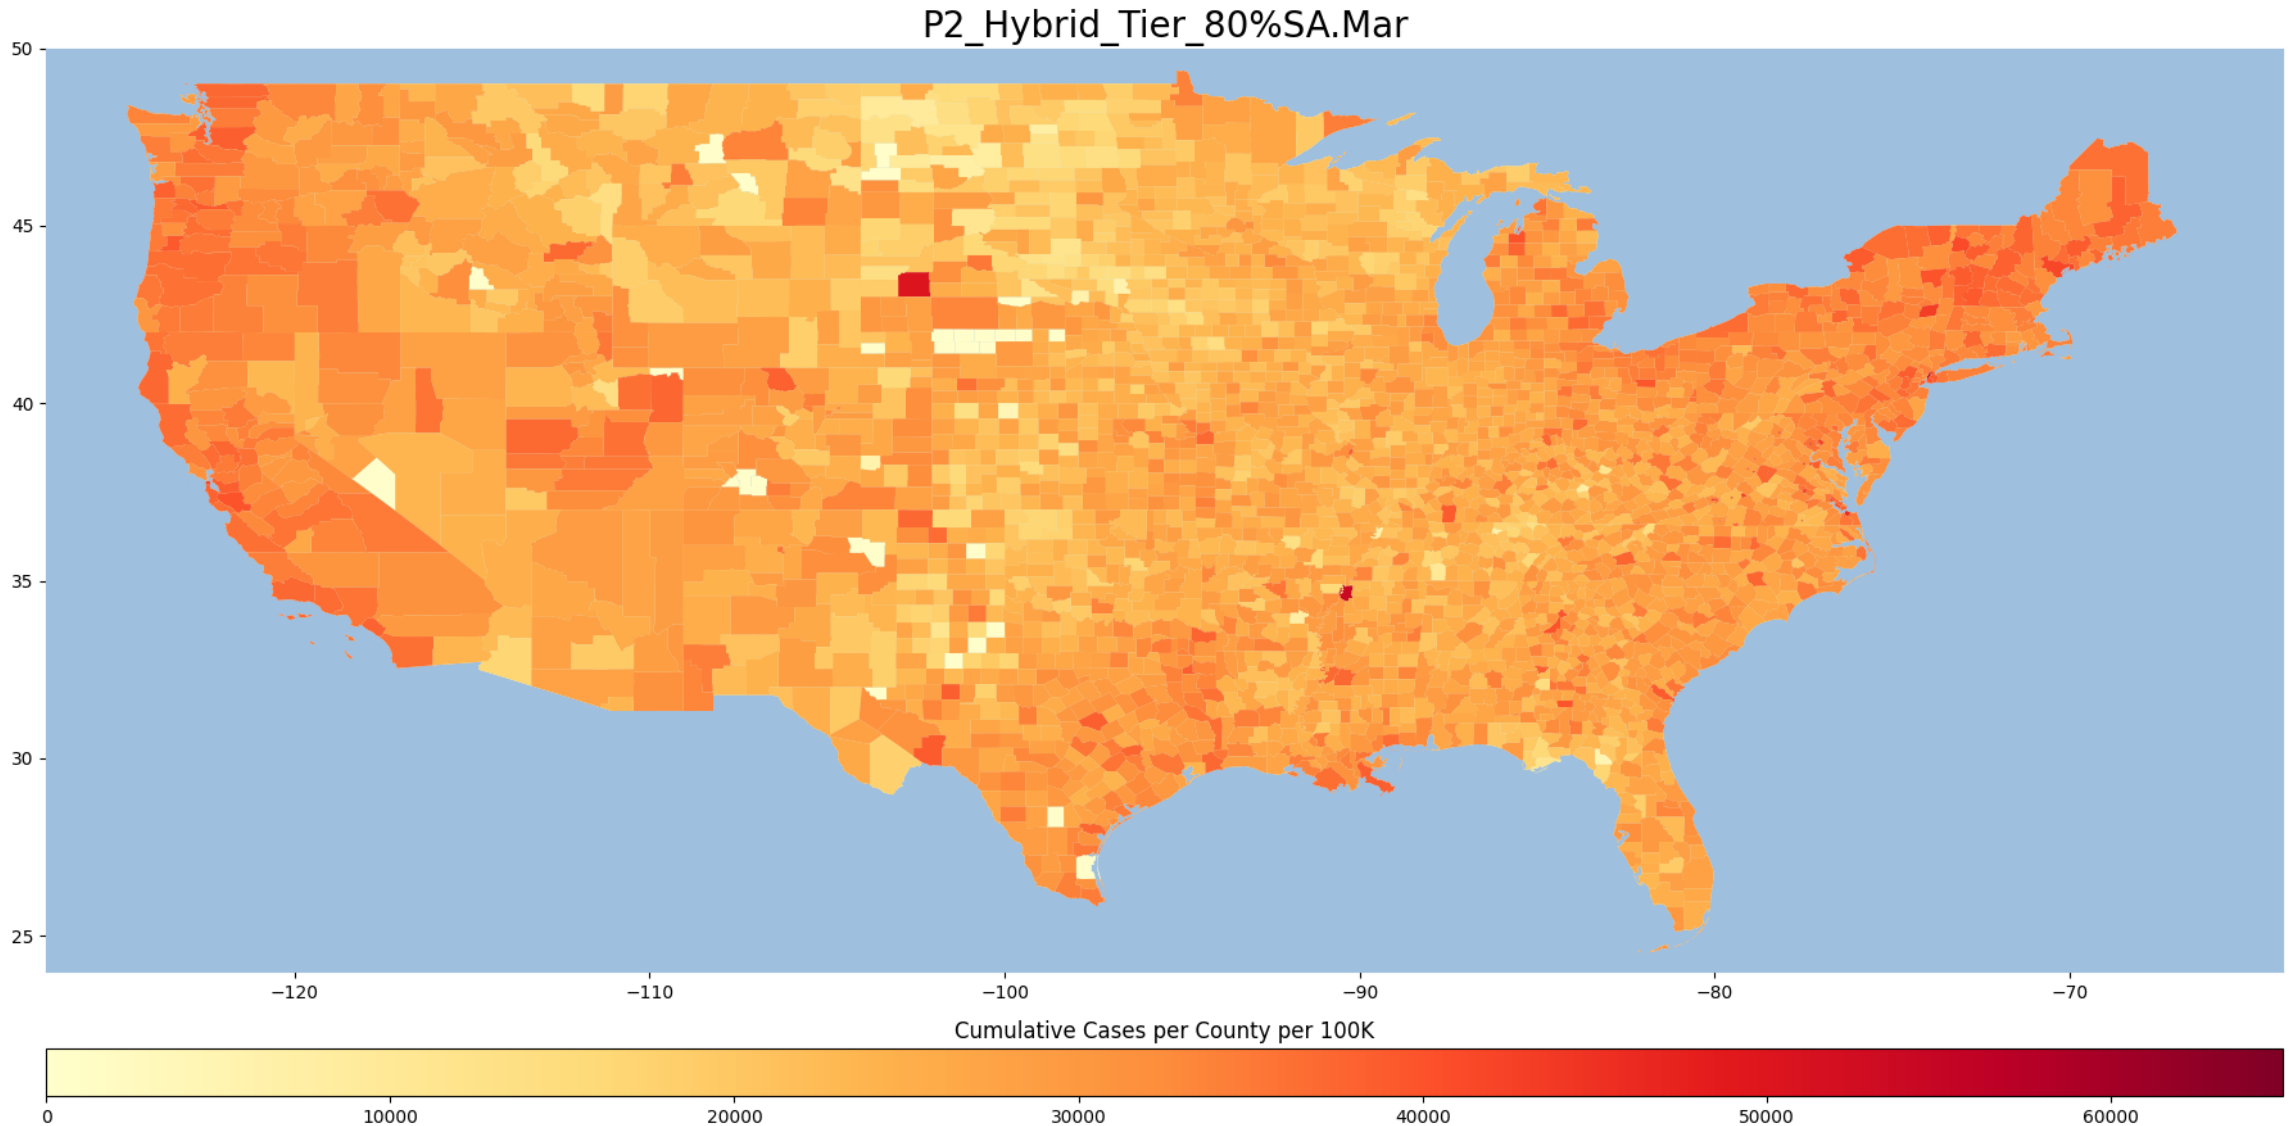 P2_Hybrid_Tier_80%SA.Mar
50
45
40
35
30
25
−120 −110 −100 −90 −80 −70
Cumulative Cases per County per 100K
0 10000 20000 30000 40000 50000 60000